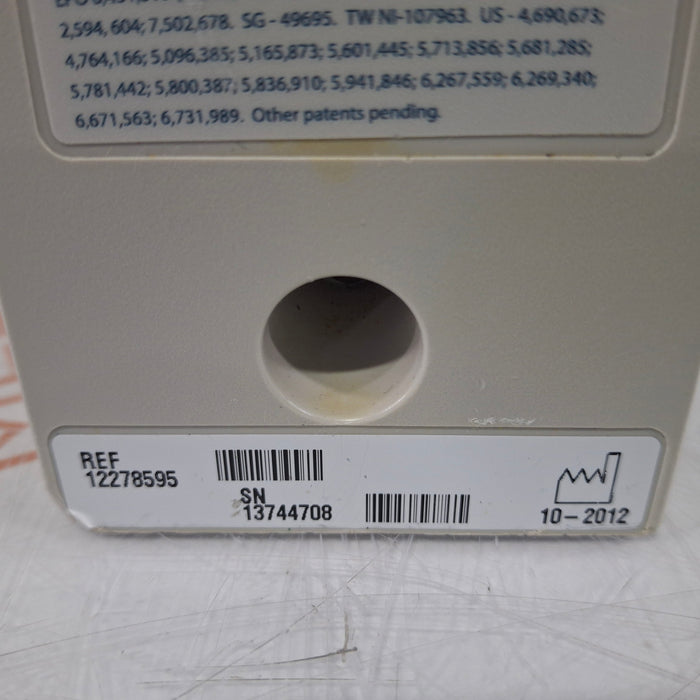 2,594,604; 7,502,678. SG - 49695. TW NI-107963. US - 4,690,673;
4,764,166; 5,096,385; 5,165,873; 5,601,445; 5,713,856; 5,681,285;
5,781,442; 5,800,387; 5,836,910; 5,941,846; 6,267,559; 6,269,340;
6,671,563; 6,731,989. Other patents pending.
REF
12278595
SN
13744708
10-2012